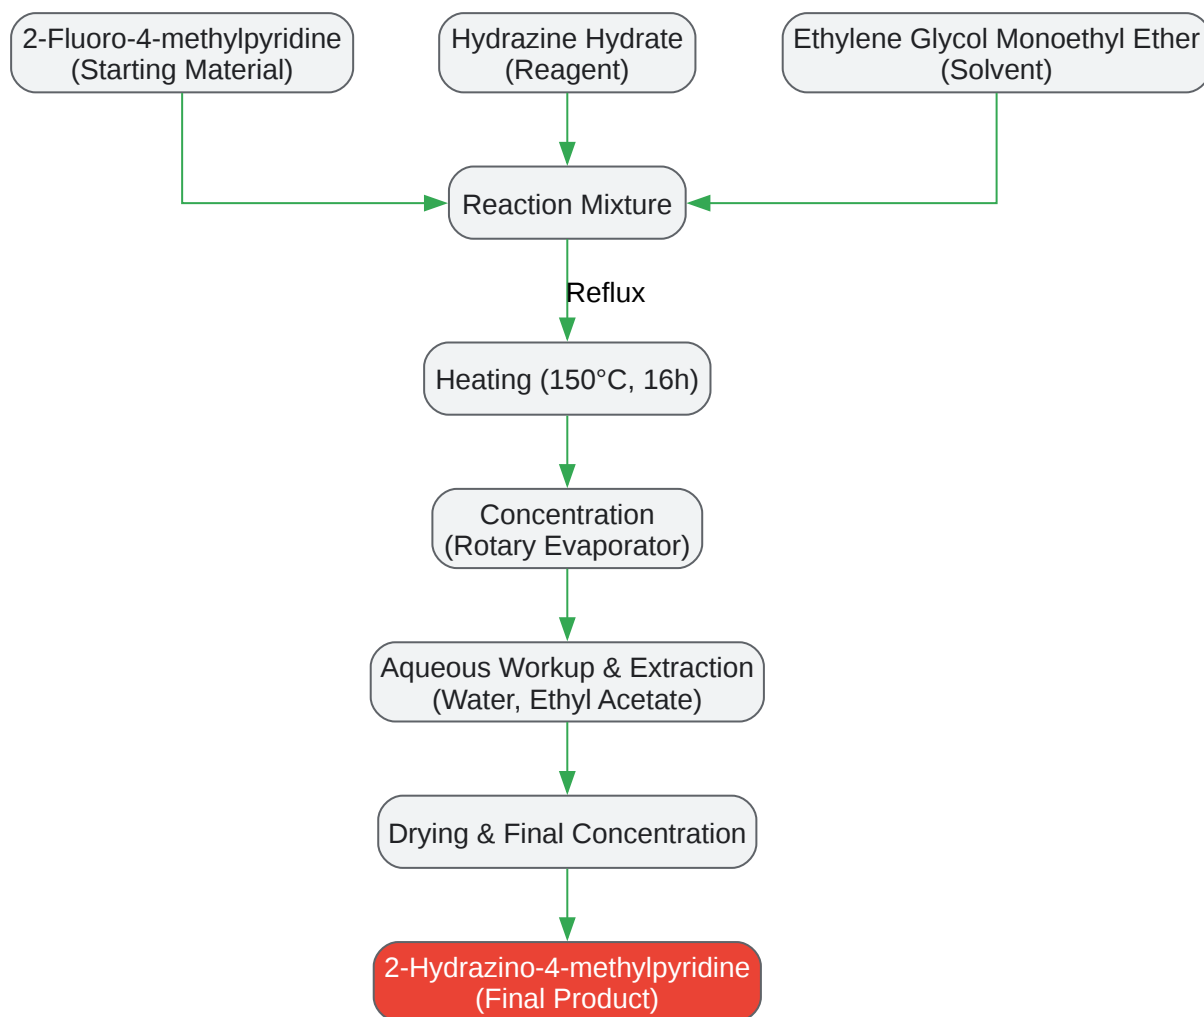 2-Fluoro-4-methylpyridine
(Starting Material)
Hydrazine Hydrate
(Reagent)
Ethylene Glycol Monoethyl Ether
(Solvent)
Reaction Mixture
Reflux
Heating (150°C, 16h)
Concentration
(Rotary Evaporator)
Aqueous Workup & Extraction
(Water, Ethyl Acetate)
Drying & Final Concentration
2-Hydrazino-4-methylpyridine
(Final Product)